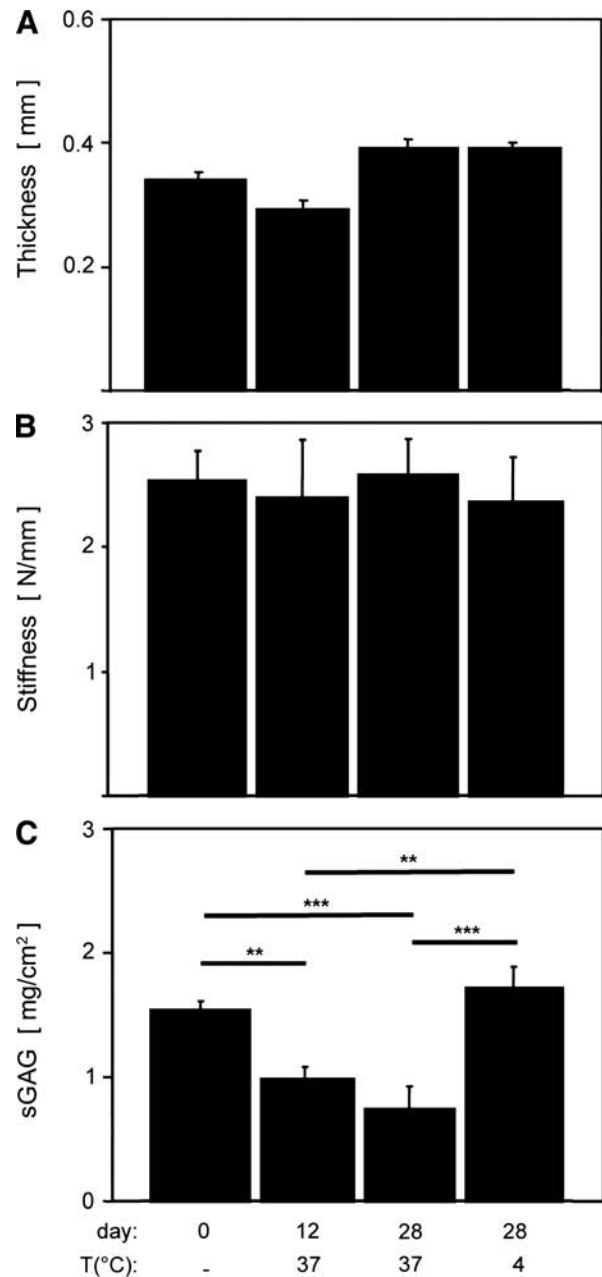 A
0.6
0.4
0.2
Thickness [ mm ]
B
3
2
1
Stiffness [ N/mm ]
C
3
2
1
0
sGAG [ mg/cm² ]
**
***
***
**
day: 0 12 28 28
T(°C): - 37 37 4